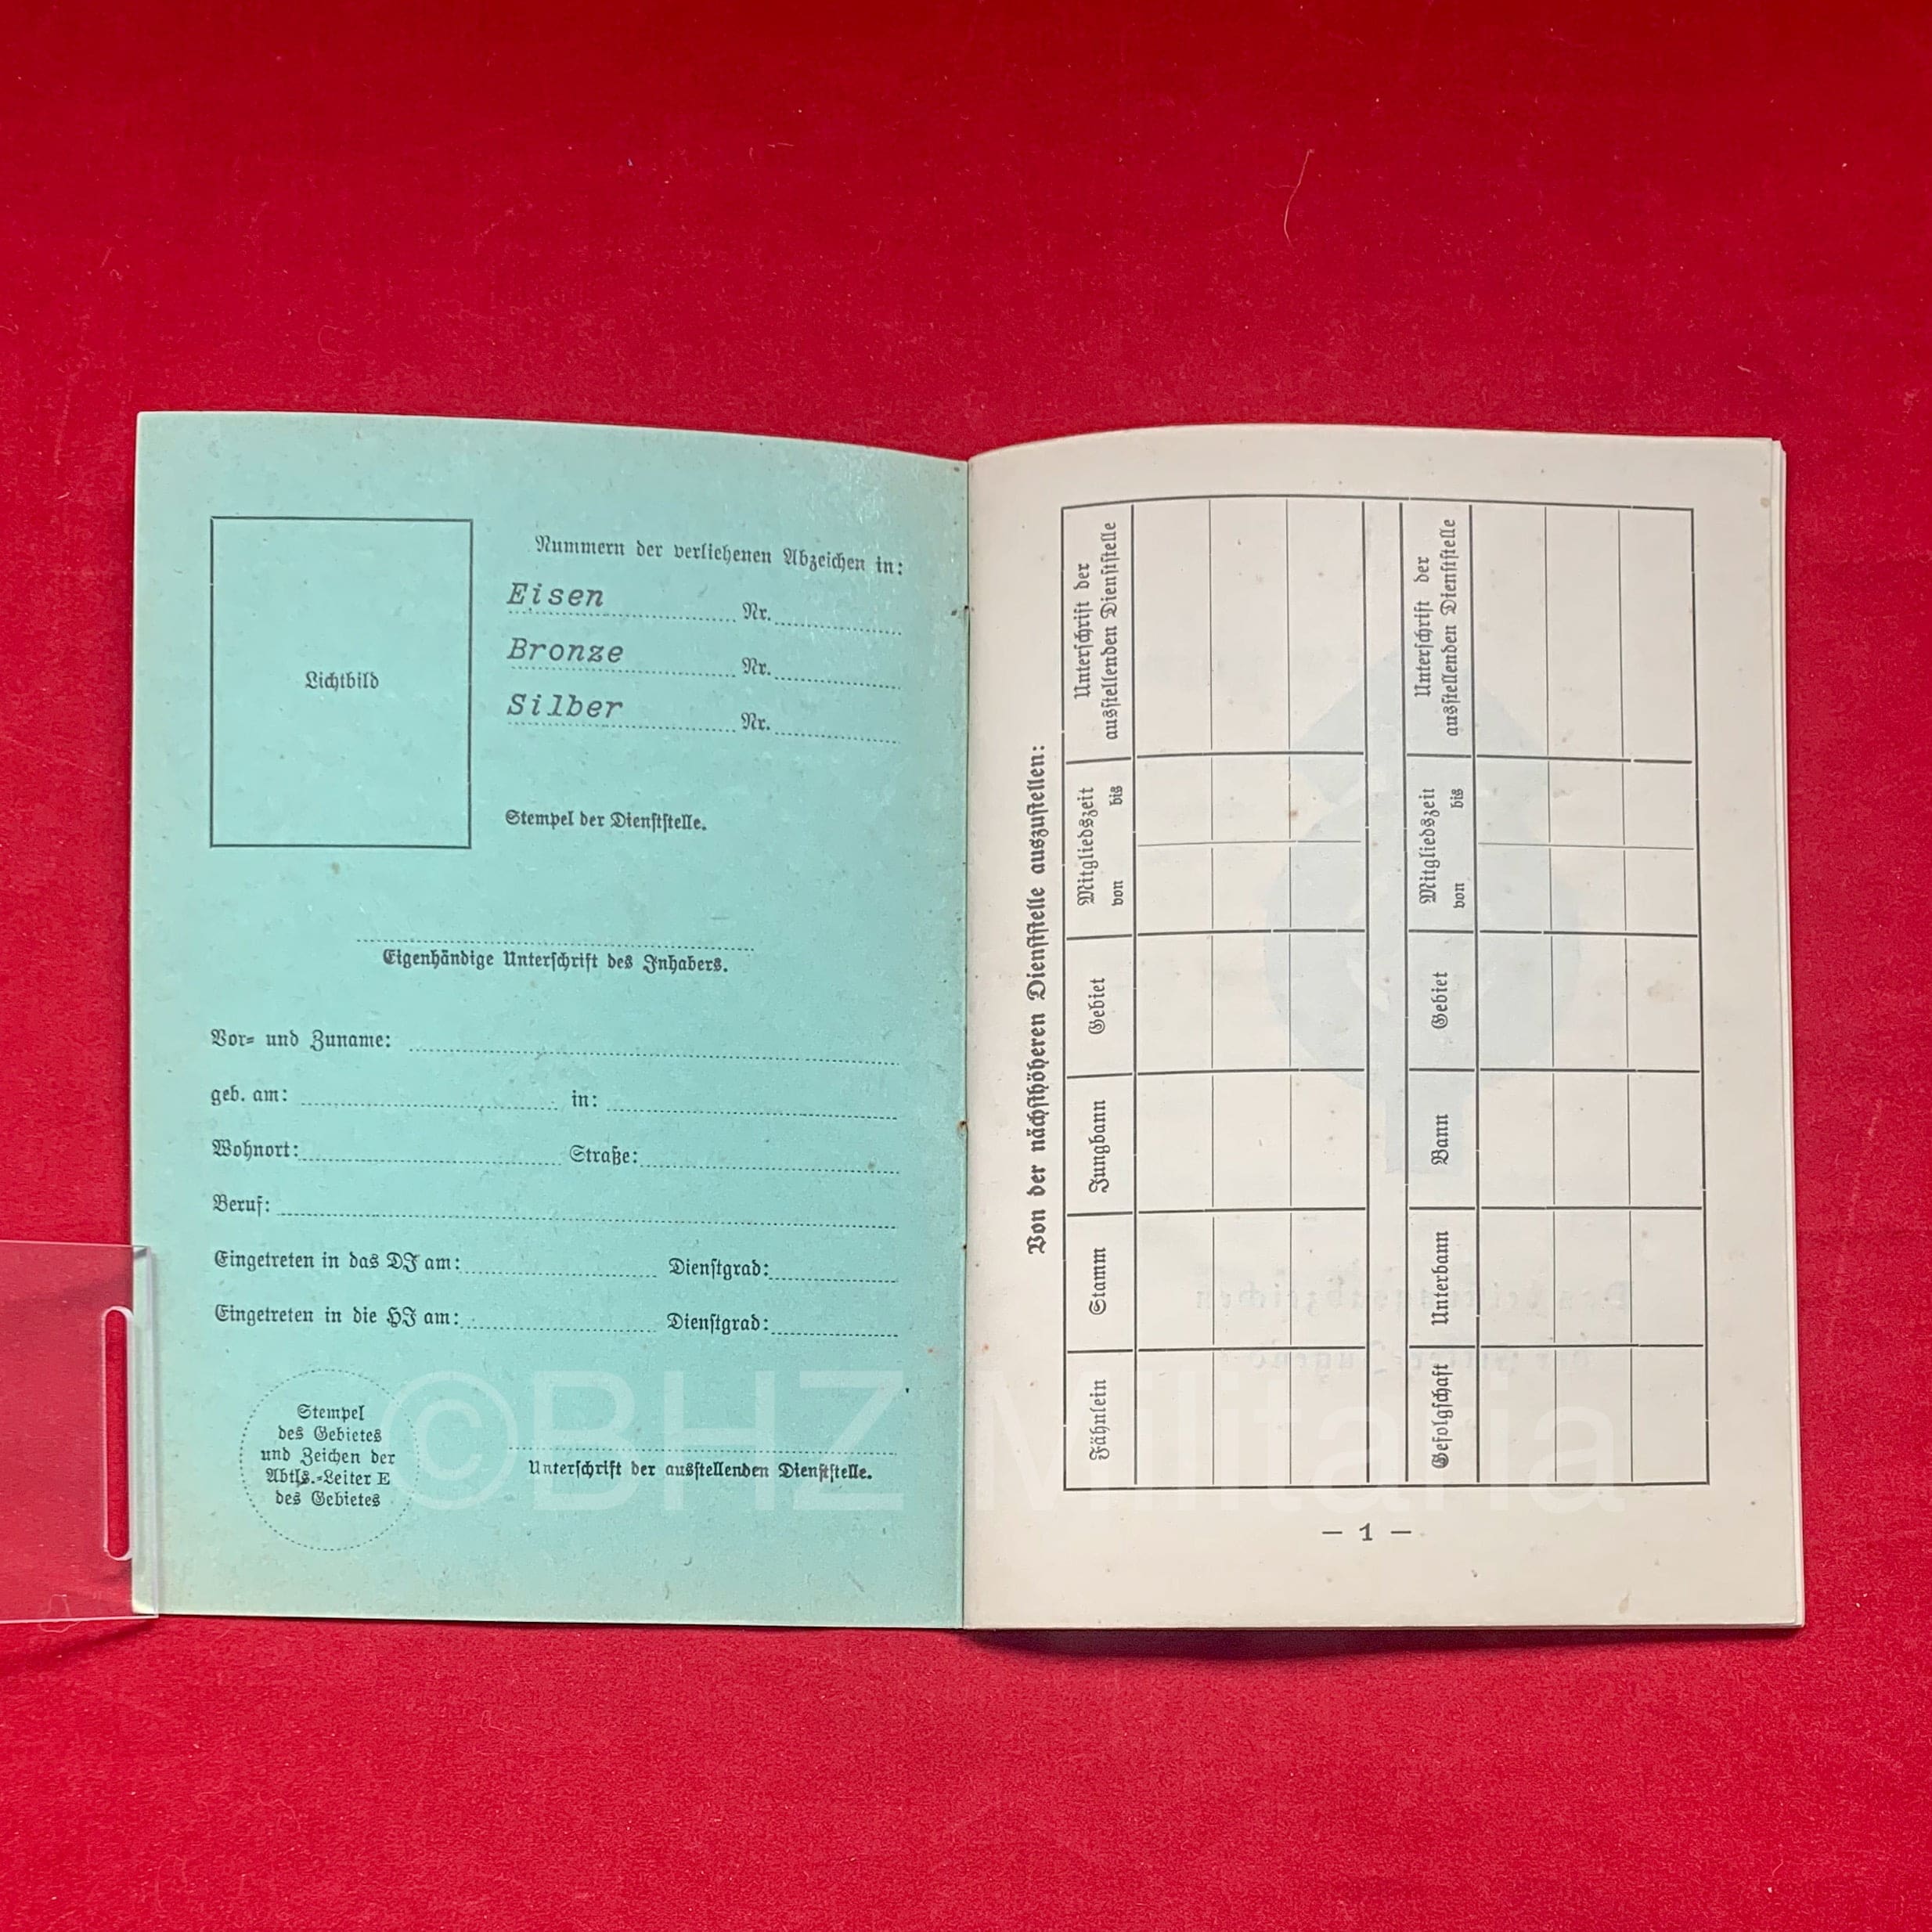 Lichtbild
Nummern der verliehenen Abzeichen in:
Eisen Nr.
Bronze Nr.
Silber Nr.
Stempel der Dienststelle.
Eigenhändige Unterschrift des Inhabers.
Vor= und Zuname:
geb. am: in:
Wohnort: Straße:
Beruf:
Eingetreten in das DJ am: Dienstgrad:
Eingetreten in die HJ am: Dienstgrad:
Stempel
des Gebietes
und Zeichen der
Abtls.=Leiter E
des Gebietes
Unterschrift der ausstellenden Dienststelle.
Von der nächsthöheren Dienststelle auszustellen:
Fähnlein Stamm Jungbann Gebiet Mitgliedszeit von bis Unterschrift der ausstellenden Dienststelle
Gefolgschaft Unterbann Bann Gebiet Mitgliedszeit von bis Unterschrift der ausstellenden Dienststelle
— 1 —
©BHZ Militaria